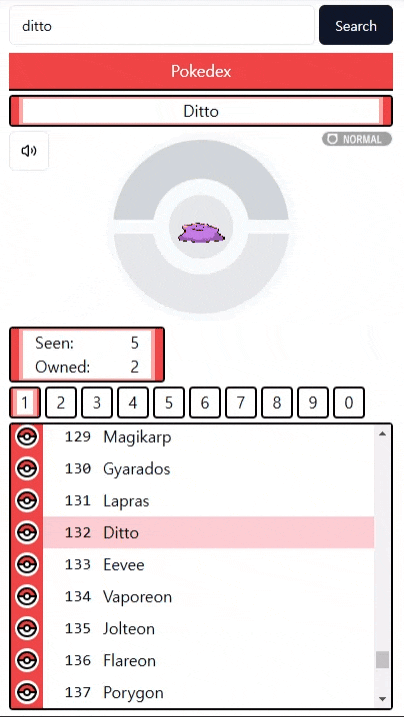 ditto Search
Pokedex
Ditto
NORMAL
Seen: 5
Owned: 2
1 2 3 4 5 6 7 8 9 0
129 Magikarp
130 Gyarados
131 Lapras
132 Ditto
133 Eevee
134 Vaporeon
135 Jolteon
136 Flareon
137 Porygon